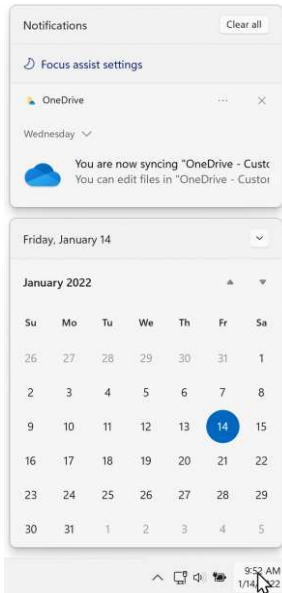 Notifications Clear all
Focus assist settings
OneDrive
Wednesday
You are now syncing "OneDrive - Custo
You can edit files in "OneDrive - Custor
Friday, January 14
January 2022
Su Mo Tu We Th Fr Sa
26 27 28 29 30 31 1
2 3 4 5 6 7 8
9 10 11 12 13 14 15
16 17 18 19 20 21 22
23 24 25 26 27 28 29
30 31 1 2 3 4 5
9:52 AM